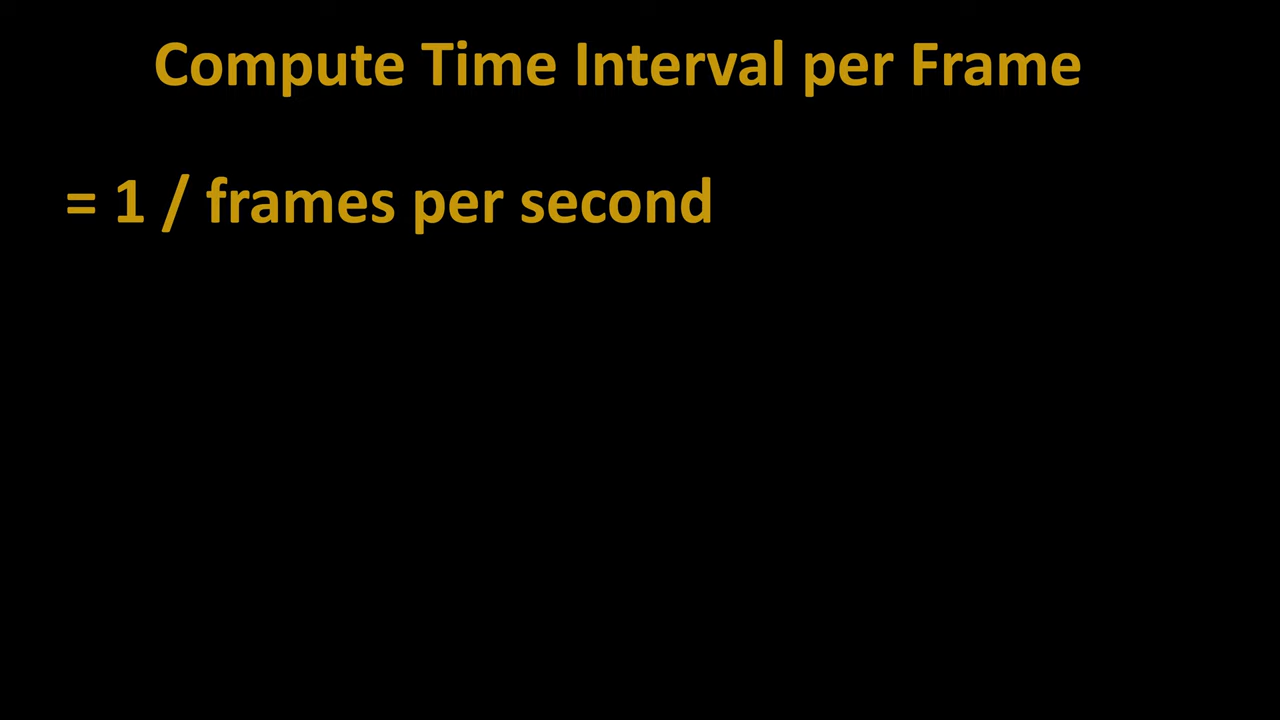 Compute Time Interval per Frame
= 1 / frames per second